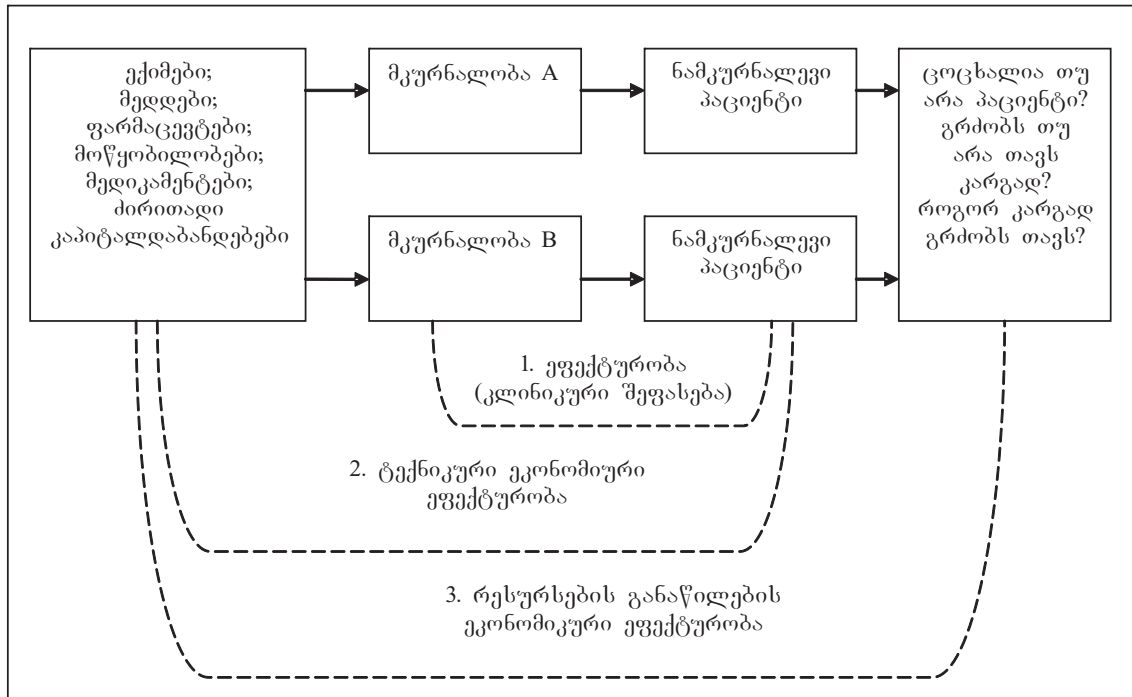 ექიმები;
მედდები;
ფარმაცევტები;
მოწყობილობები;
მედიკამენტები;
ძირითადი
კაპიტალდაბანდებები
მკურნალობა A
ნამკურნალევი
პაციენტი
ცოცხალია თუ
არა პაციენტი?
გრძობს თუ
არა თავს
კარგად?
როგორ კარგად
გრძობს თავს?
მკურნალობა B
ნამკურნალევი
პაციენტი
1. ეფექტურობა
(კლინიკური შეფასება)
2. ტექნიკური ეკონომიური
ეფექტურობა
3. რესურსების განაწილების
ეკონომიკური ეფექტურობა